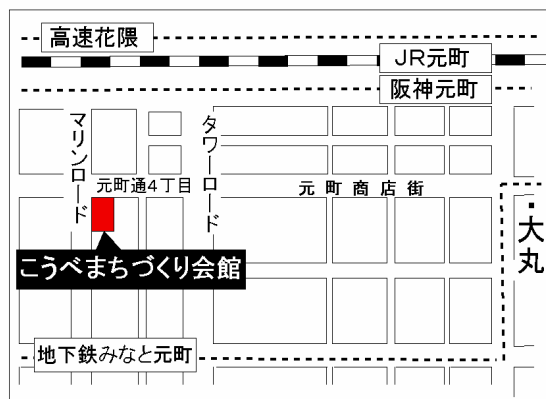 高速花隈
JR元町
阪神元町
マリンロード
タワーロード
元町通4丁目
元町商店街
・大丸
こうべまちづくり会館
地下鉄みなと元町